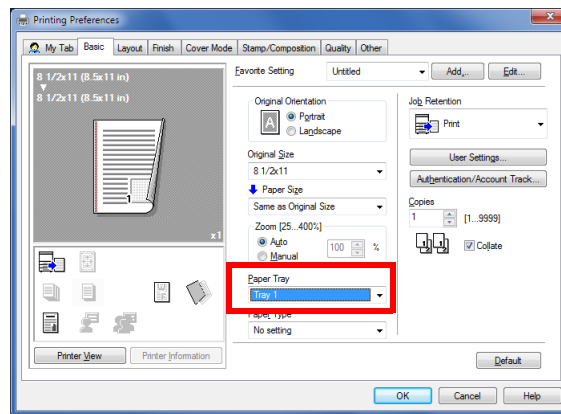 Printing Preferences
My Tab Basic Layout Finish Cover Mode Stamp/Composition Quality Other
8 1/2x11 (8.5x11 in)
8 1/2x11 (8.5x11 in)
1
x1
Printer View Printer Information
Favorite Setting Untitled Add... Edit...
Original Orientation
A
Portrait
Landscape
Original Size
8 1/2x11
Paper Size
Same as Original Size
Zoom [25...400%]
Auto
Manual
100 %
Paper Tray
Tray 1
Paper Type
No setting
Job Retention
Print
User Settings...
Authentication/Account Track...
Copies
1 [1...9999]
Collate
Default
OK Cancel Help